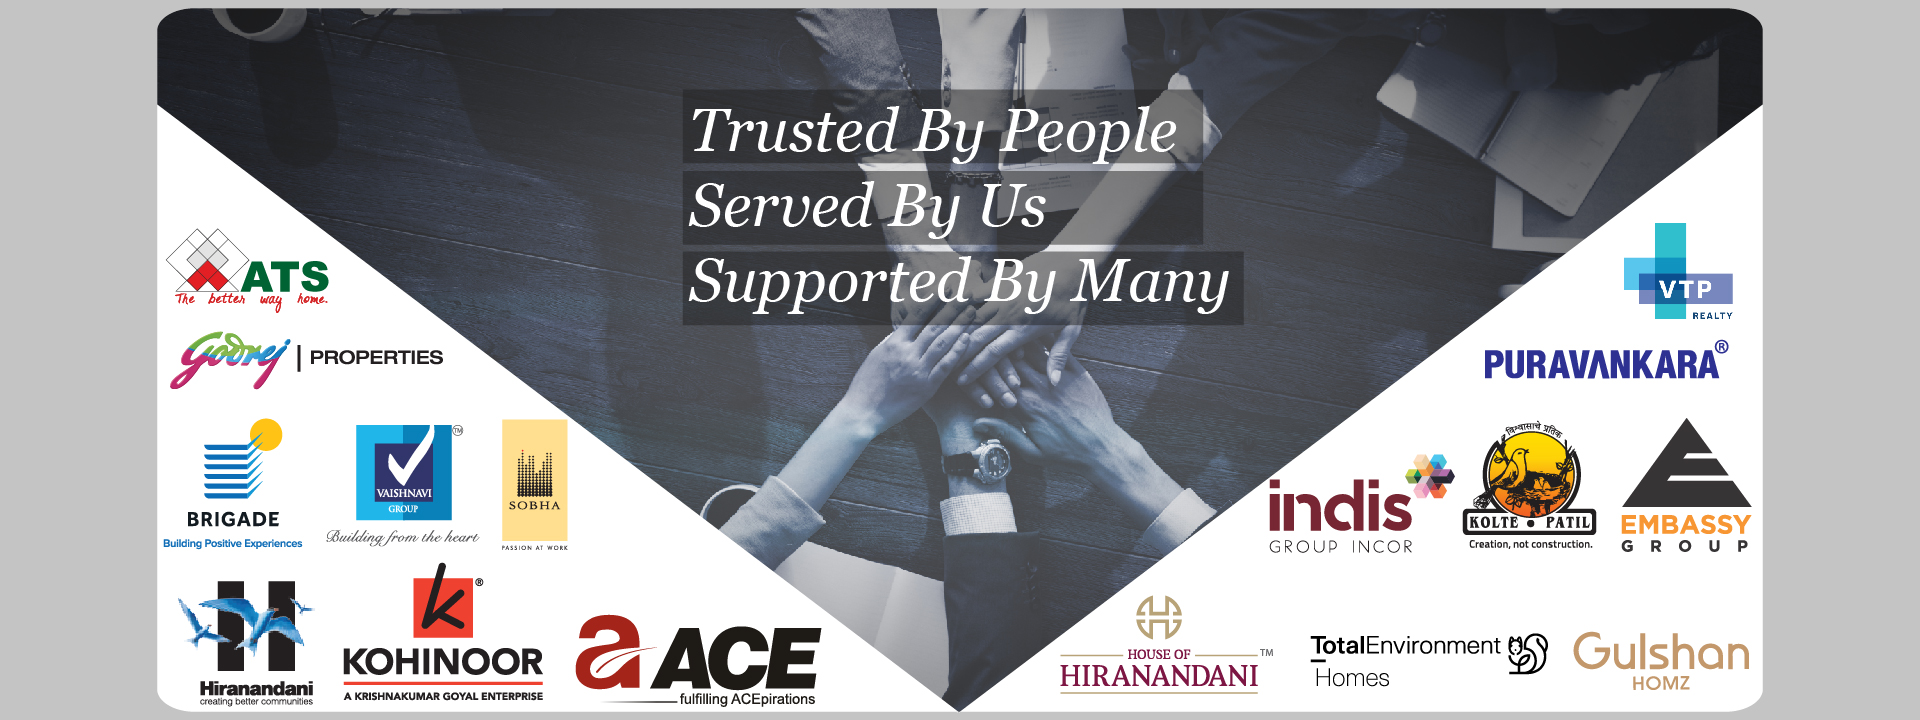 Trusted By People
Served By Us
Supported By Many
ATS
The better way home.
Godrej | PROPERTIES
BRIGADE
Building Positive Experiences
VAISHNAVI
GROUP
TM
Building from the heart
SOBHA
PASSION AT WORK
H
Hiranandani
creating better communities
k ®
KOHINOOR
A KRISHNAKUMAR GOYAL ENTERPRISE
a ACE
fulfilling ACEpirations
VTP
REALTY
PURAVANKARA®
indis
GROUP INCOR
विश्वासाचे प्रतिक
KOLTE • PATIL
Creation, not construction.
EMBASSY
GROUP
H
HOUSE OF
HIRANANDANI TM
TotalEnvironment
Homes
Gulshan
HOMZ